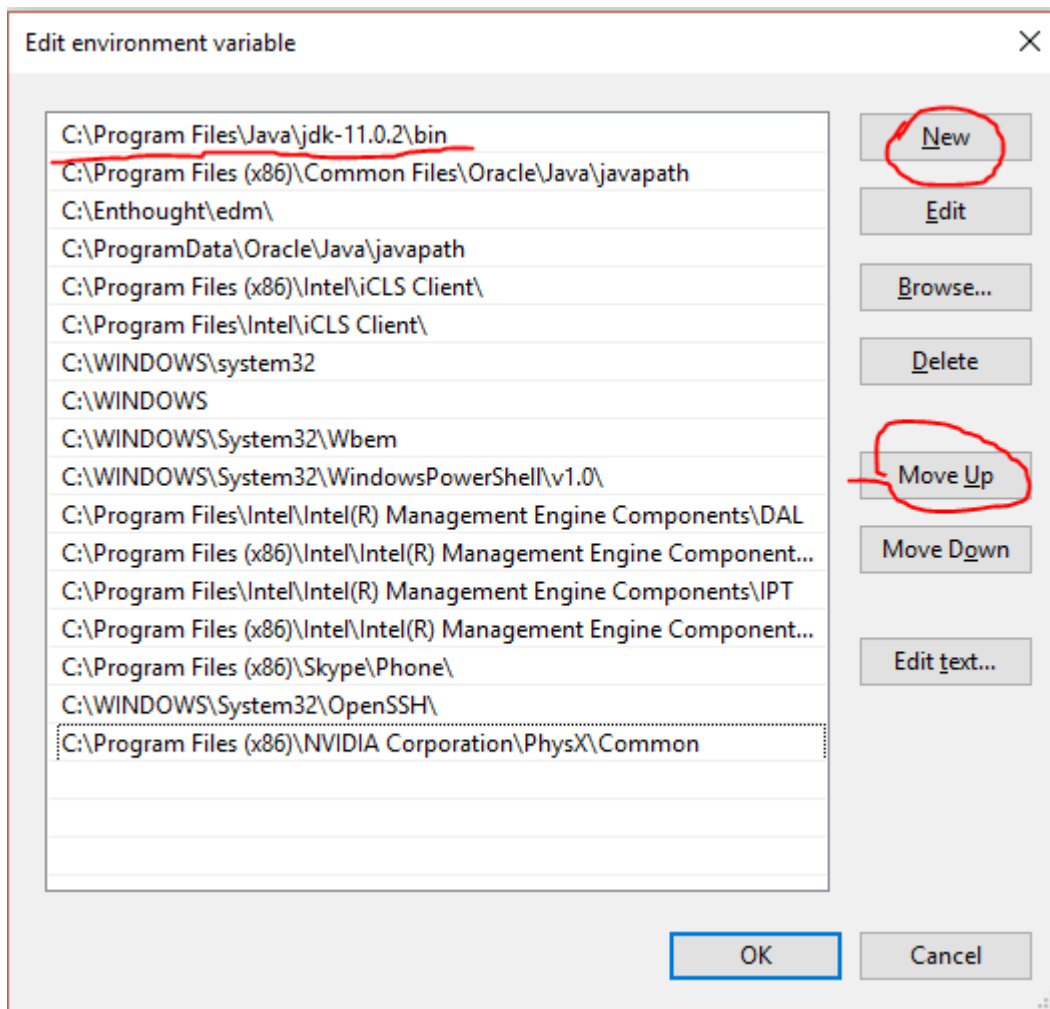 Edit environment variable
C:\Program Files\Java\jdk-11.0.2\bin
C:\Program Files (x86)\Common Files\Oracle\Java\javapath
C:\Enthought\edm\
C:\ProgramData\Oracle\Java\javapath
C:\Program Files (x86)\Intel\iCLS Client\
C:\Program Files\Intel\iCLS Client\
C:\WINDOWS\system32
C:\WINDOWS
C:\WINDOWS\System32\Wbem
C:\WINDOWS\System32\WindowsPowerShell\v1.0\
C:\Program Files\Intel\Intel(R) Management Engine Components\DAL
C:\Program Files (x86)\Intel\Intel(R) Management Engine Component...
C:\Program Files\Intel\Intel(R) Management Engine Components\IPT
C:\Program Files (x86)\Intel\Intel(R) Management Engine Component...
C:\Program Files (x86)\Skype\Phone\
C:\WINDOWS\System32\OpenSSH\
C:\Program Files (x86)\NVIDIA Corporation\PhysX\Common
New
Edit
Browse...
Delete
Move Up
Move Down
Edit text...
OK
Cancel